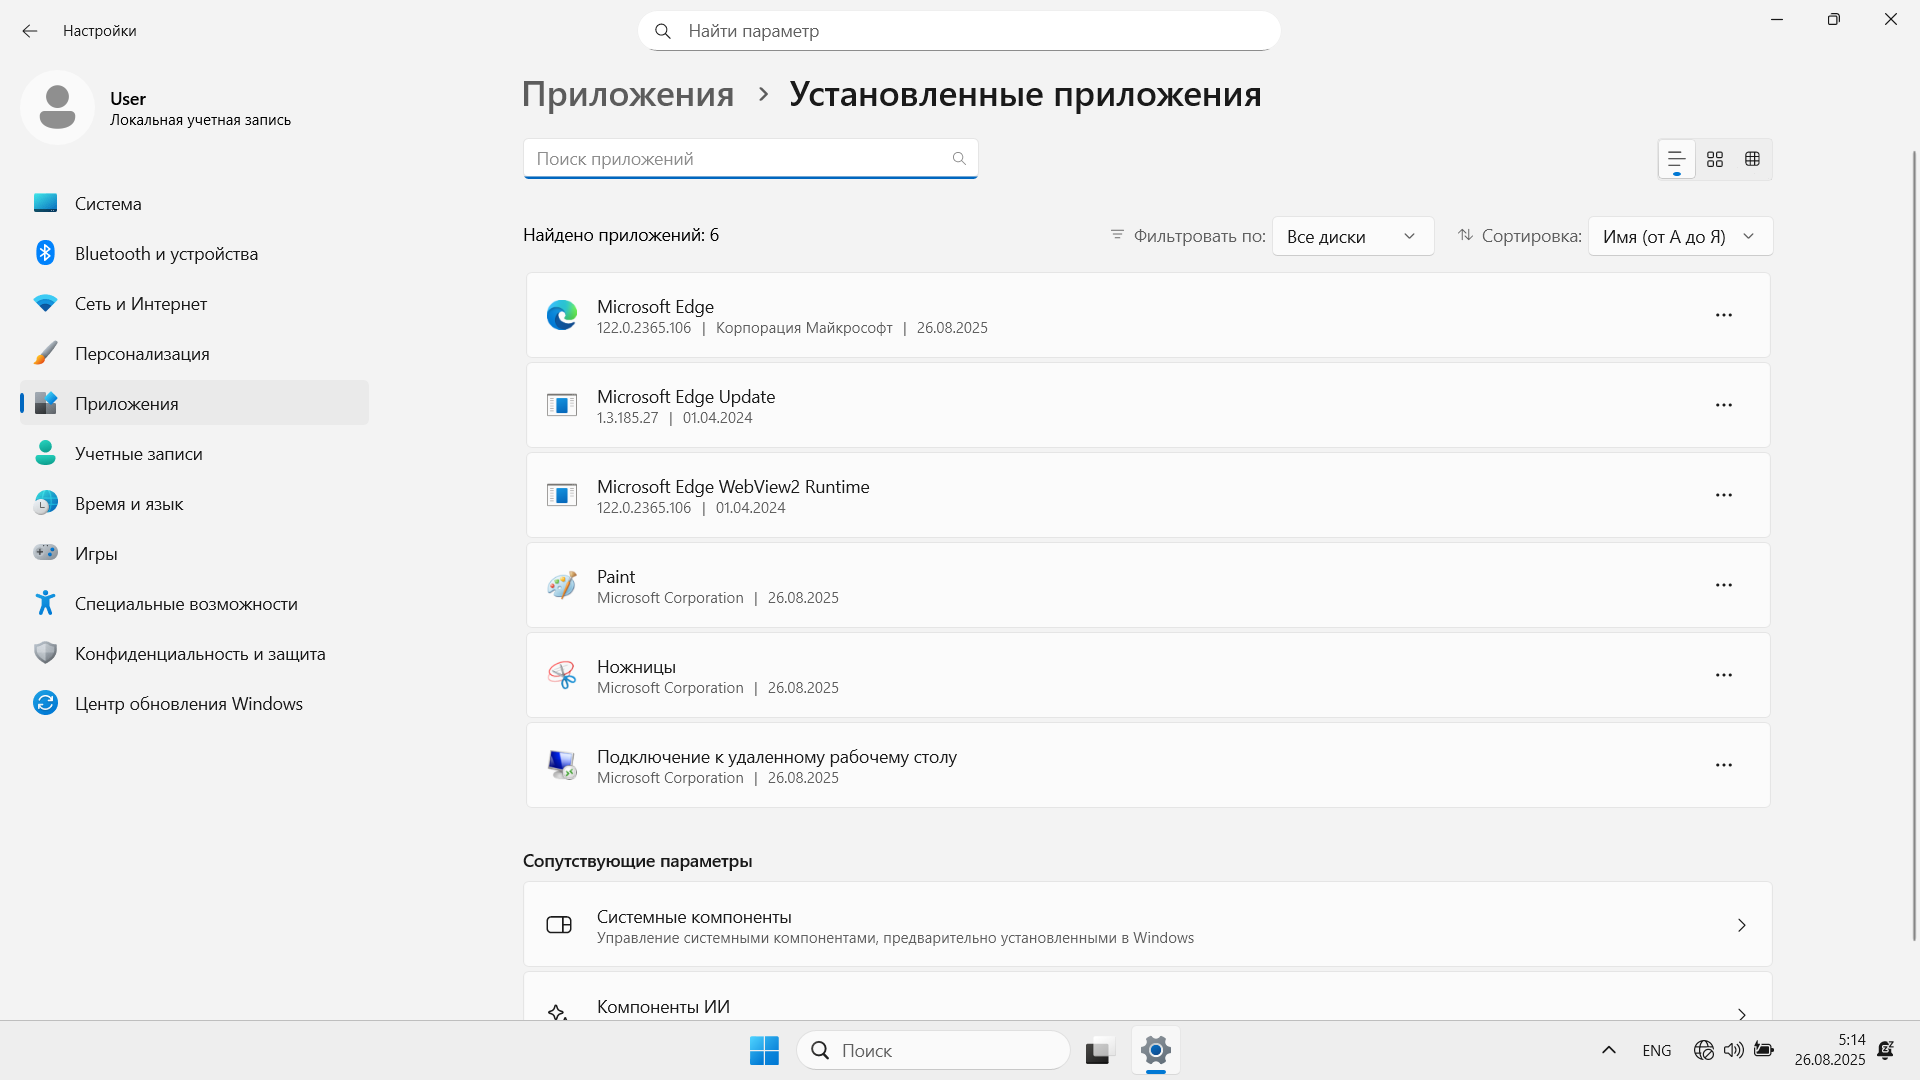 Настройки
Найти параметр
User
Локальная учетная запись
Система
Bluetooth и устройства
Сеть и Интернет
Персонализация
Приложения
Учетные записи
Время и язык
Игры
Специальные возможности
Конфиденциальность и защита
Центр обновления Windows
Приложения > Установленные приложения
Поиск приложений
Найдено приложений: 6
Фильтровать по: Все диски
Сортировка: Имя (от А до Я)
Microsoft Edge
122.0.2365.106 | Корпорация Майкрософт | 26.08.2025
Microsoft Edge Update
1.3.185.27 | 01.04.2024
Microsoft Edge WebView2 Runtime
122.0.2365.106 | 01.04.2024
Paint
Microsoft Corporation | 26.08.2025
Ножницы
Microsoft Corporation | 26.08.2025
Подключение к удаленному рабочему столу
Microsoft Corporation | 26.08.2025
Сопутствующие параметры
Системные компоненты
Управление системными компонентами, предварительно установленными в Windows
Компоненты ИИ
Поиск
ENG
5:14
26.08.2025